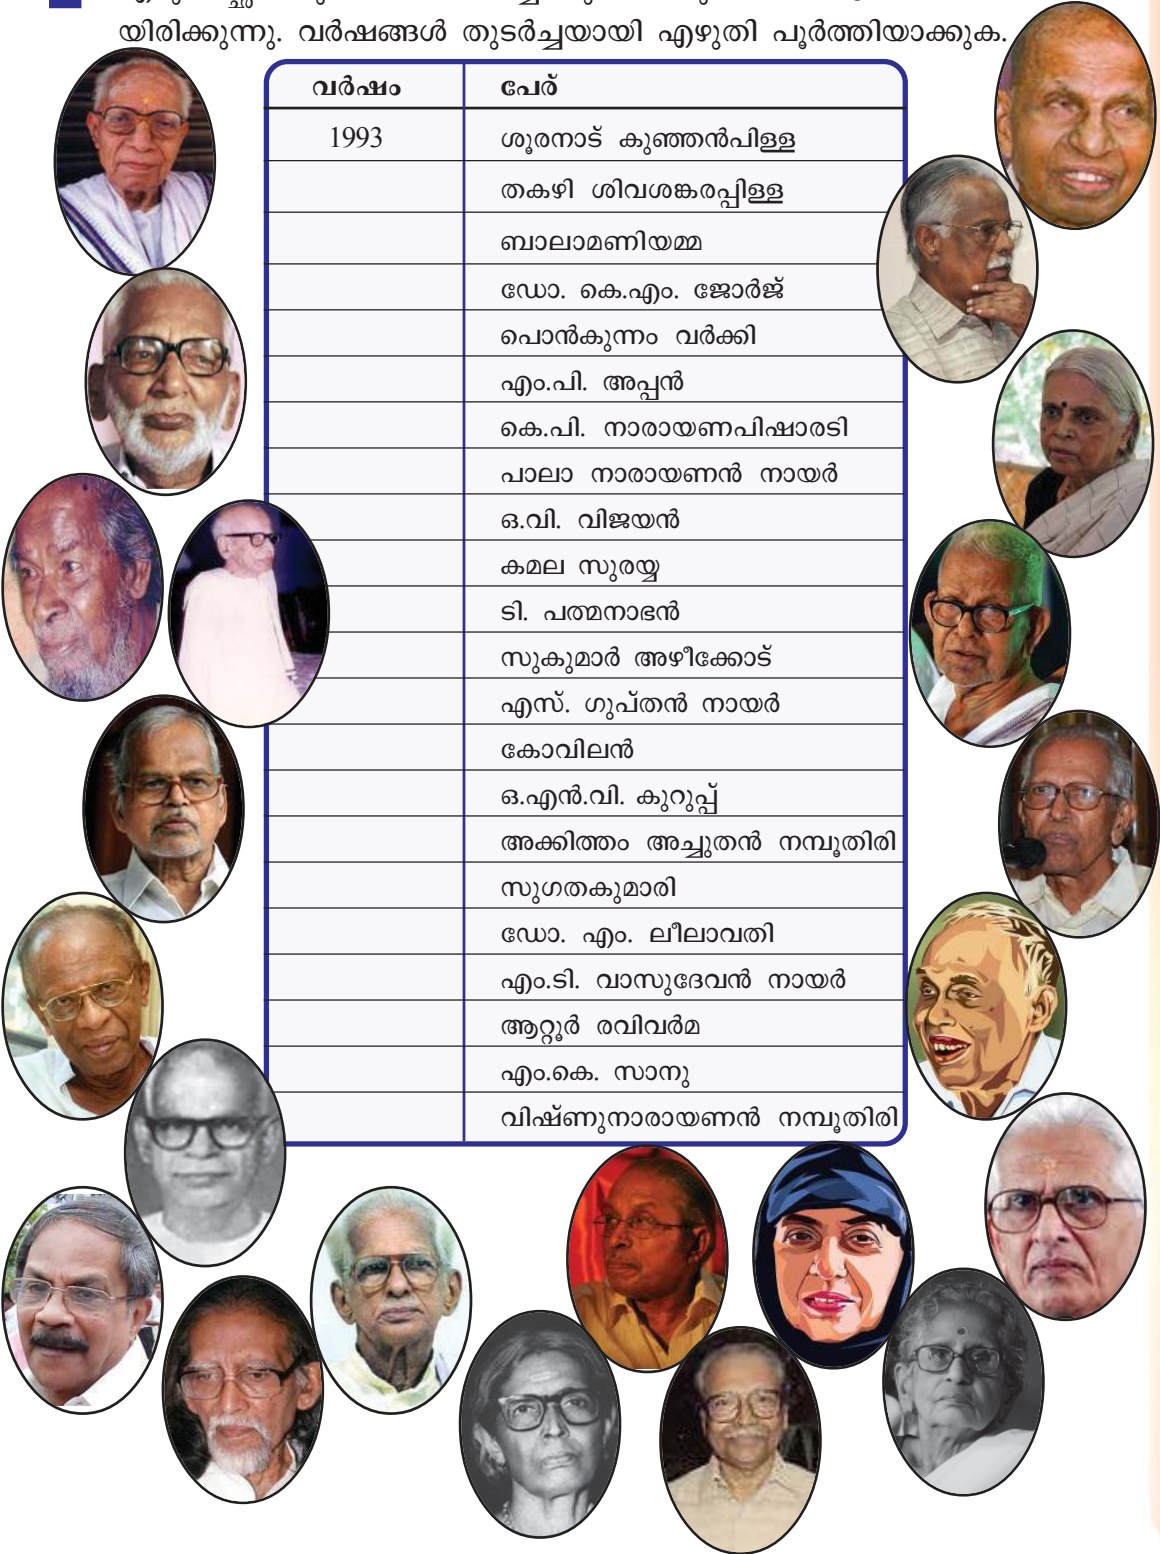 യിരിക്കുന്നു. വർഷങ്ങൾ തുടർച്ചയായി എഴുതി പൂർത്തിയാക്കുക.
വർഷം പേര്
1993 ശൂരനാട് കുഞ്ഞൻപിള്ള
തകഴി ശിവശങ്കരപ്പിള്ള
ബാലാമണിയമ്മ
ഡോ. കെ.എം. ജോർജ്
പൊൻകുന്നം വർക്കി
എം.പി. അപ്പൻ
കെ.പി. നാരായണപിഷാരടി
പാലാ നാരായണൻ നായർ
ഒ.വി. വിജയൻ
കമല സുരയ്യ
ടി. പത്മനാഭൻ
സുകുമാർ അഴീക്കോട്
എസ്. ഗുപ്തൻ നായർ
കോവിലൻ
ഒ.എൻ.വി. കുറുപ്പ്
അക്കിത്തം അച്ചുതൻ നമ്പൂതിരി
സുഗതകുമാരി
ഡോ. എം. ലീലാവതി
എം.ടി. വാസുദേവൻ നായർ
ആറ്റൂർ രവിവർമ
എം.കെ. സാനു
വിഷ്ണുനാരായണൻ നമ്പൂതിരി